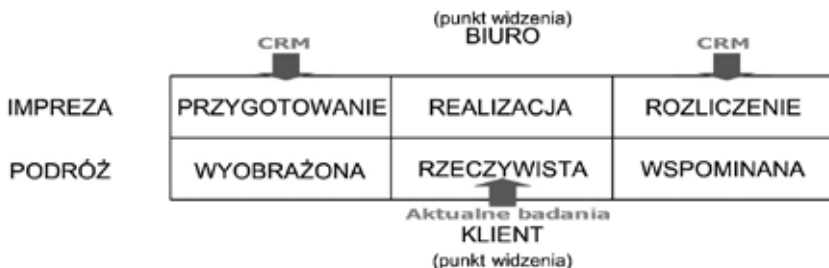 (punkt widzenia)
BIURO
CRM CRM
IMPREZA PRZYGOTOWANIE REALIZACJA ROZLICZENIE
PODRÓŻ WYOBRAŻONA RZECZYWISTA WSPOMINANA
Aktualne badania
KLIENT
(punkt widzenia)